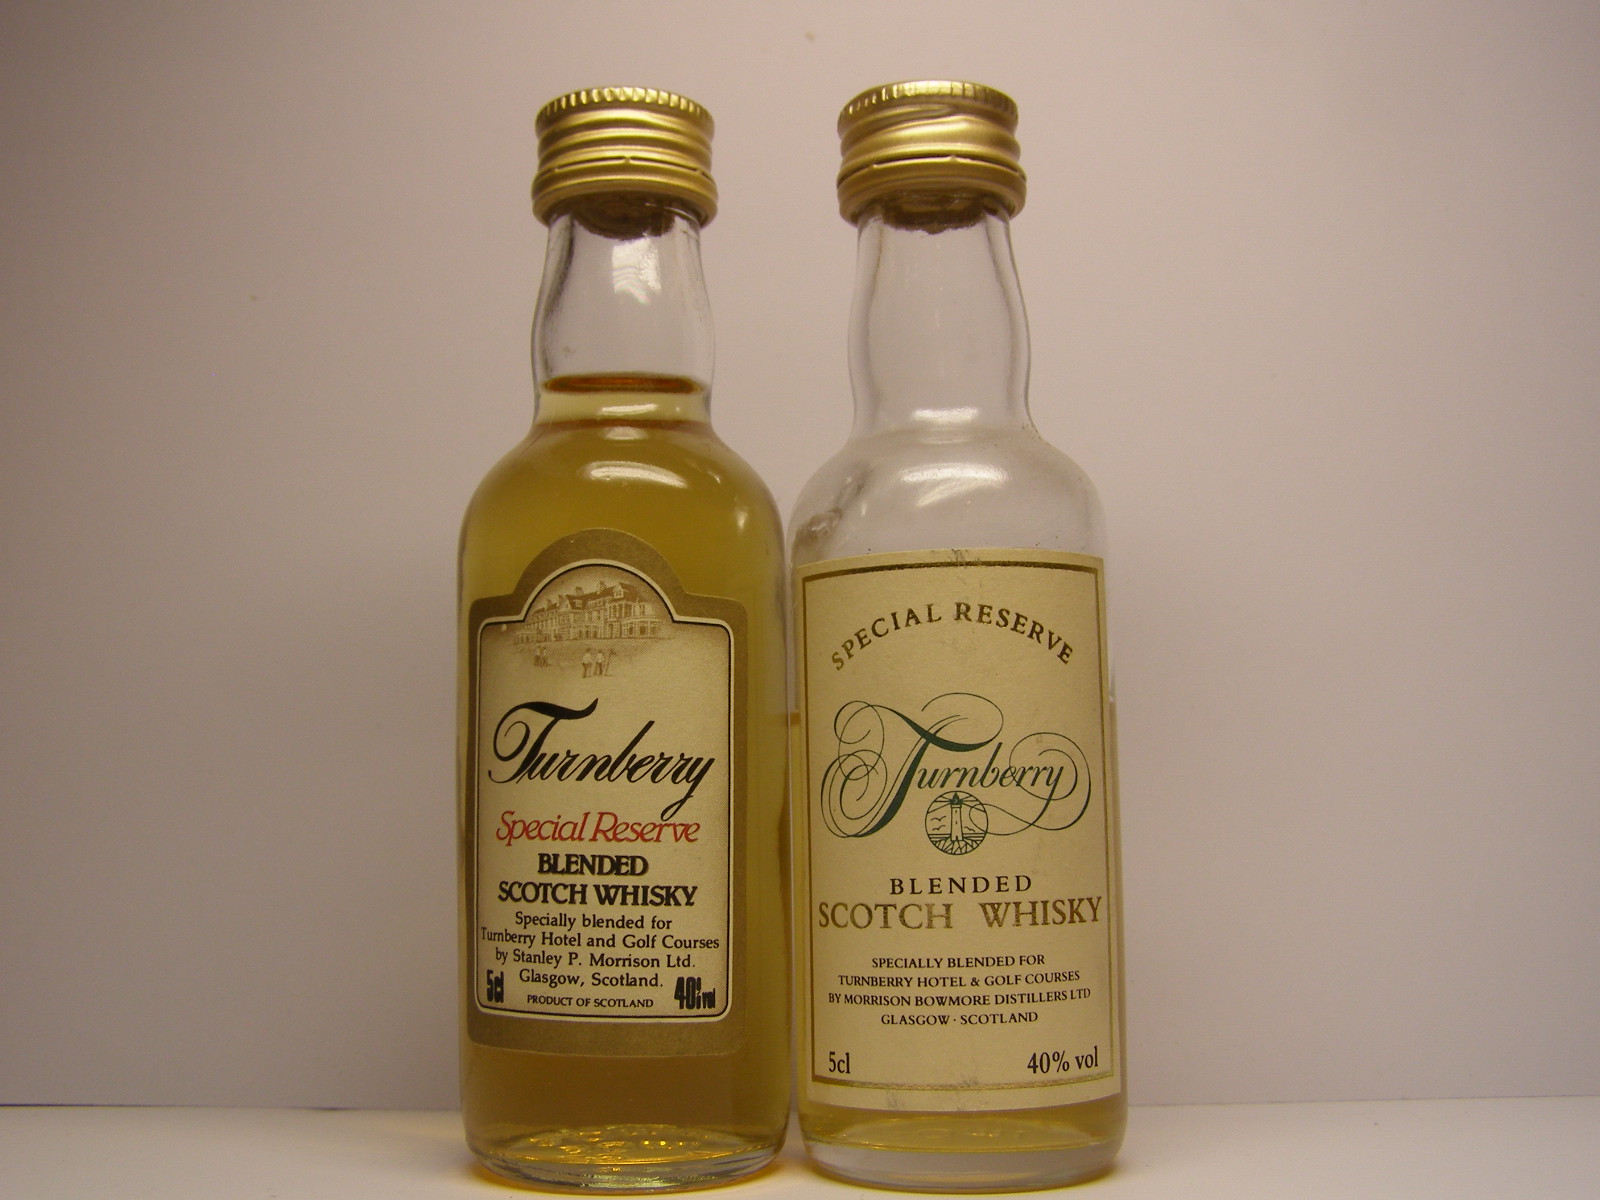 Turnberry
Special Reserve
BLENDED
SCOTCH WHISKY
Specially blended for
Turnberry Hotel and Golf Courses
by Stanley P. Morrison Ltd.
Glasgow, Scotland.
5cl PRODUCT OF SCOTLAND 40%vol
SPECIAL RESERVE
Turnberry
BLENDED
SCOTCH WHISKY
SPECIALLY BLENDED FOR
TURNBERRY HOTEL & GOLF COURSES
BY MORRISON BOWMORE DISTILLERS LTD
GLASGOW · SCOTLAND
5cl 40% vol